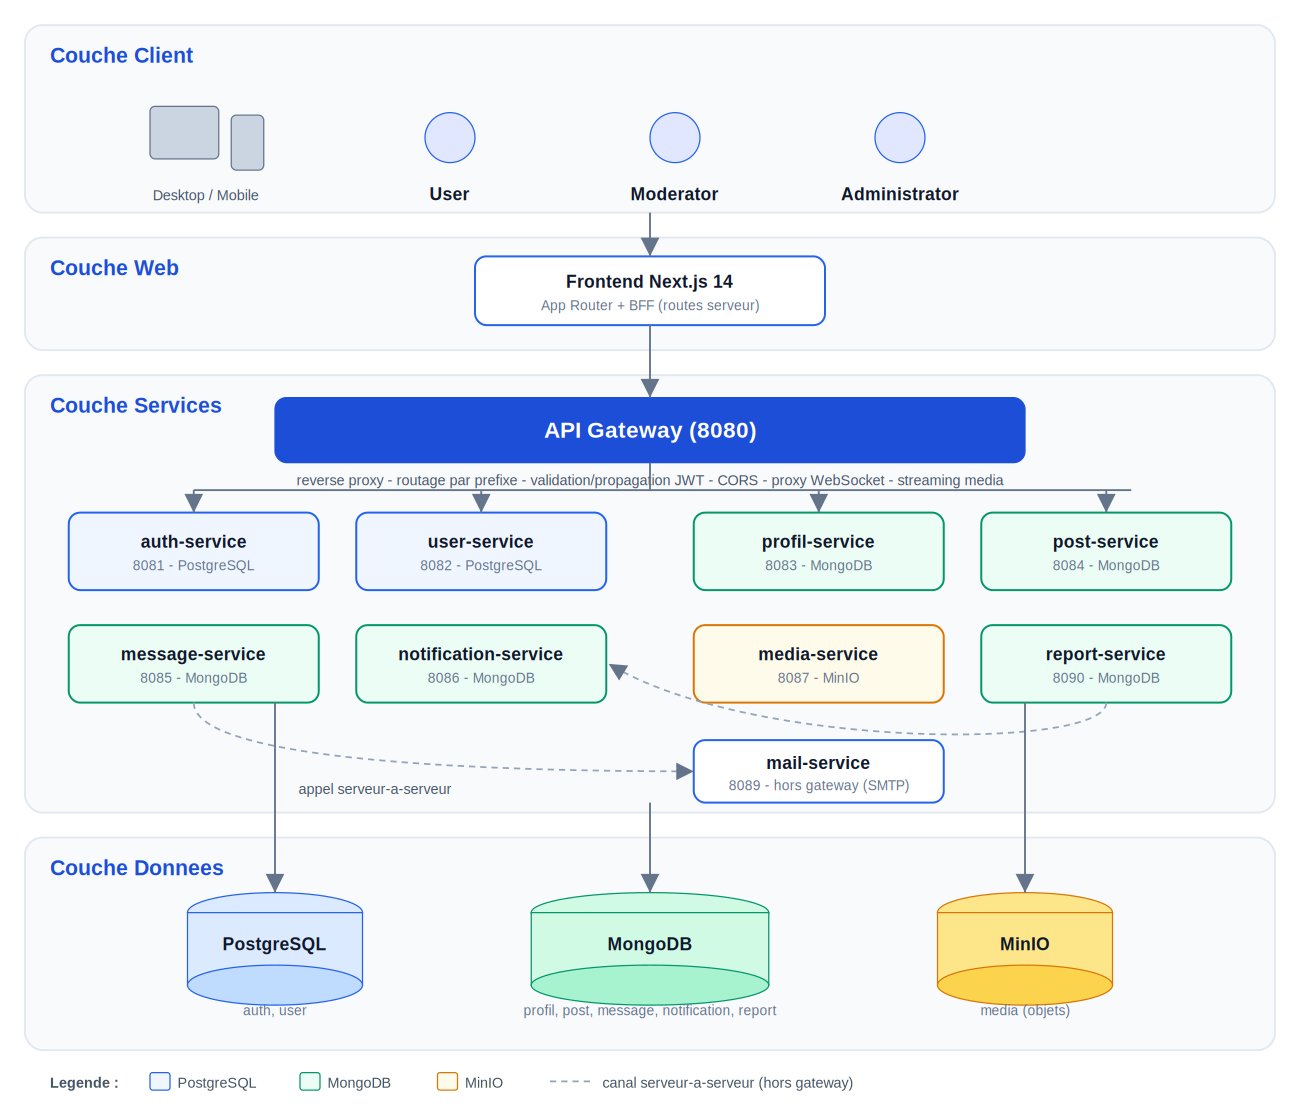 Couche Client
Desktop / Mobile
User
Moderator
Administrator
Couche Web
Frontend Next.js 14
App Router + BFF (routes serveur)
Couche Services
API Gateway (8080)
reverse proxy - routage par prefixe - validation/propagation JWT - CORS - proxy WebSocket - streaming media
auth-service
8081 - PostgreSQL
user-service
8082 - PostgreSQL
profil-service
8083 - MongoDB
post-service
8084 - MongoDB
message-service
8085 - MongoDB
notification-service
8086 - MongoDB
media-service
8087 - MinIO
report-service
8090 - MongoDB
mail-service
8089 - hors gateway (SMTP)
appel serveur-a-serveur
Couche Donnees
PostgreSQL
auth, user
MongoDB
profil, post, message, notification, report
MinIO
media (objets)
Legende :
PostgreSQL
MongoDB
MinIO
canal serveur-a-serveur (hors gateway)